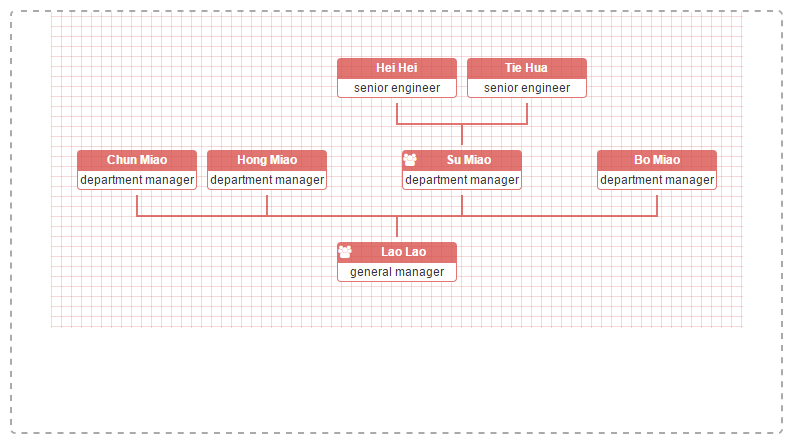 Hei Hei
senior engineer
Tie Hua
senior engineer
Chun Miao
department manager
Hong Miao
department manager
Su Miao
department manager
Bo Miao
department manager
Lao Lao
general manager